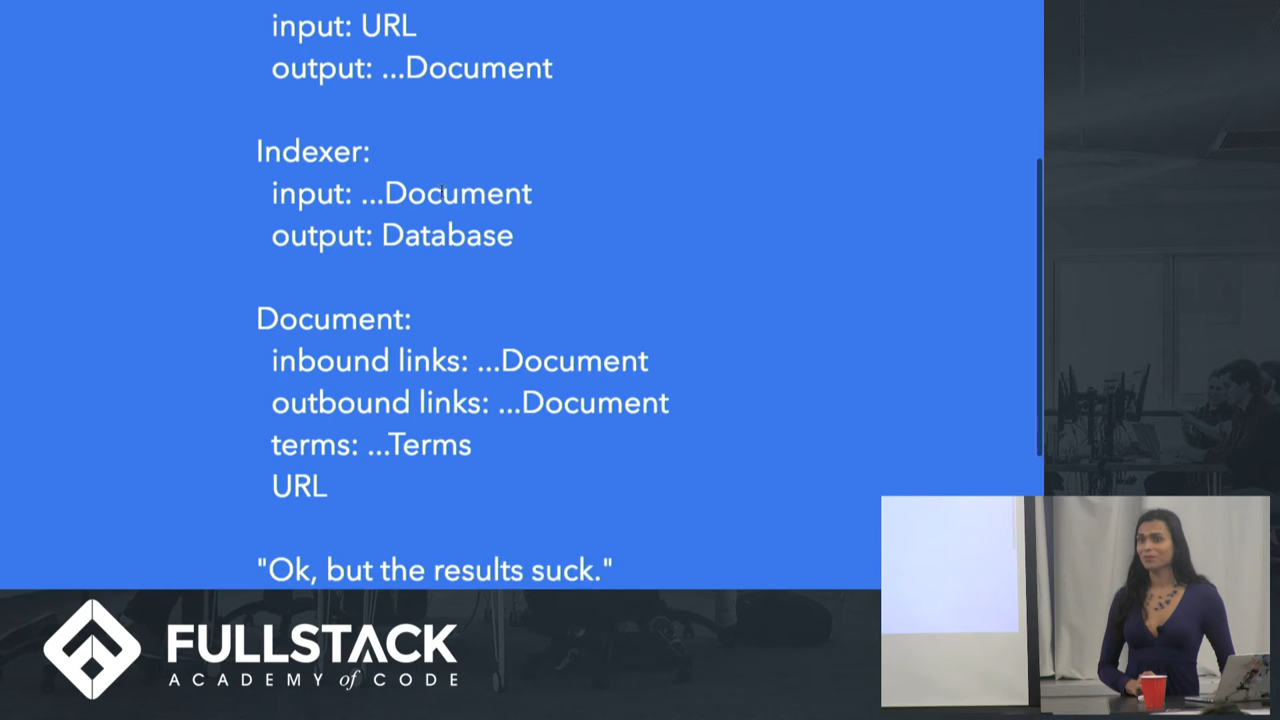 input: URL
output: ...Document
Indexer:
input: ...Document
output: Database
Document:
inbound links: ...Document
outbound links: ...Document
terms: ...Terms
URL
"Ok, but the results suck."
FULLSTACK
ACADEMY of CODE